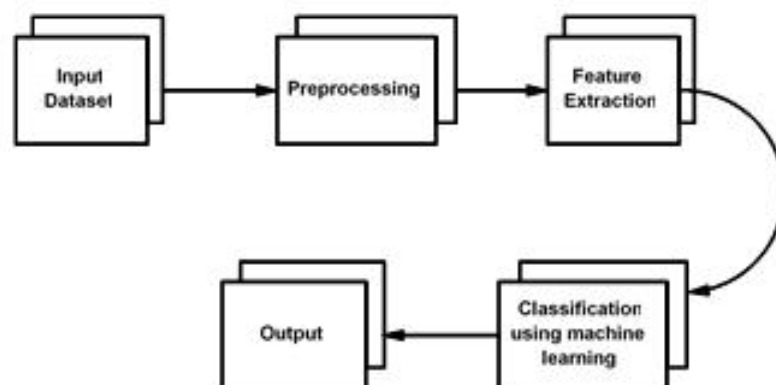 Input
Dataset
Preprocessing
Feature
Extraction
Classification
using machine
learning
Output